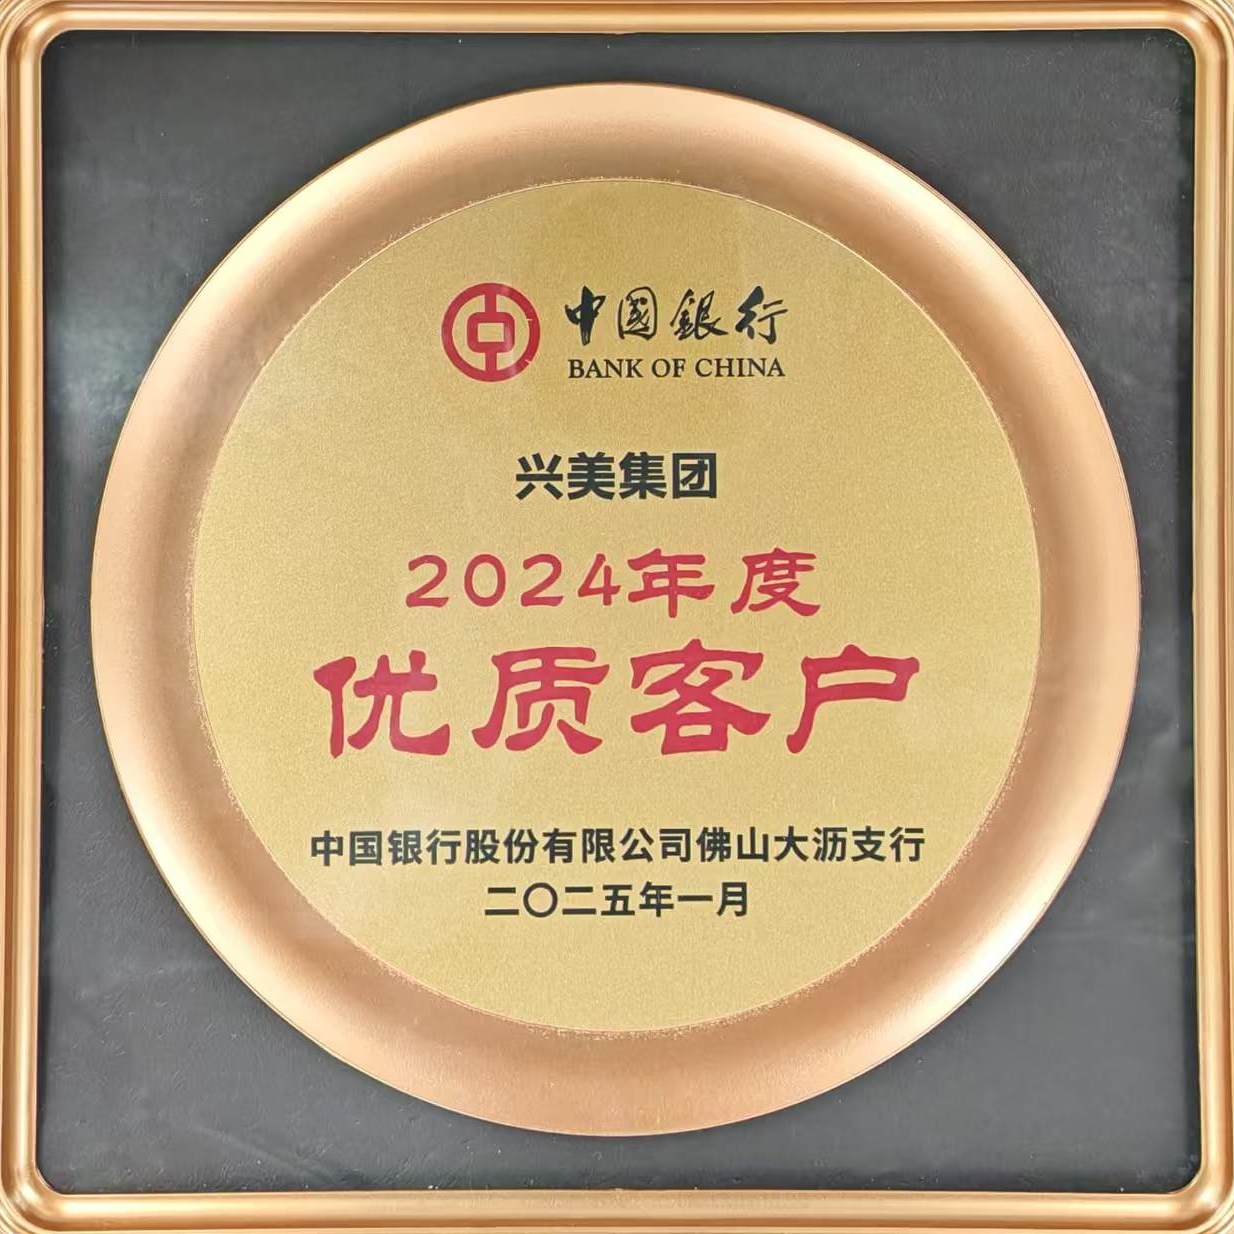 中国銀行
BANK OF CHINA
兴美集团
2024年度
优质客户
中国银行股份有限公司佛山大沥支行
二〇二五年一月